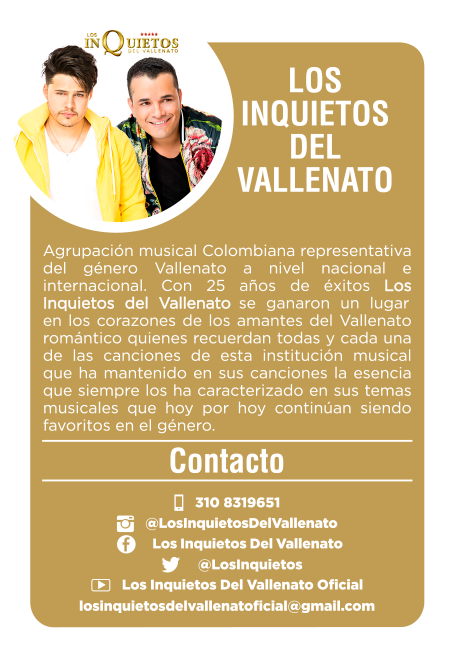 LOS
INQUIETOS
DEL VALLENATO
LOS
INQUIETOS
DEL
VALLENATO
Agrupación musical Colombiana representativa
del género Vallenato a nivel nacional e
internacional. Con 25 años de éxitos Los
Inquietos del Vallenato se ganaron un lugar
en los corazones de los amantes del Vallenato
romántico quienes recuerdan todas y cada una
de las canciones de esta institución musical
que ha mantenido en sus canciones la esencia
que siempre los ha caracterizado en sus temas
musicales que hoy por hoy continúan siendo
favoritos en el género.
Contacto
310 8319651
@LosInquietosDelVallenato
Los Inquietos Del Vallenato
@LosInquietos
Los Inquietos Del Vallenato Oficial
losinquietosdelvallenatoficial@gmail.com